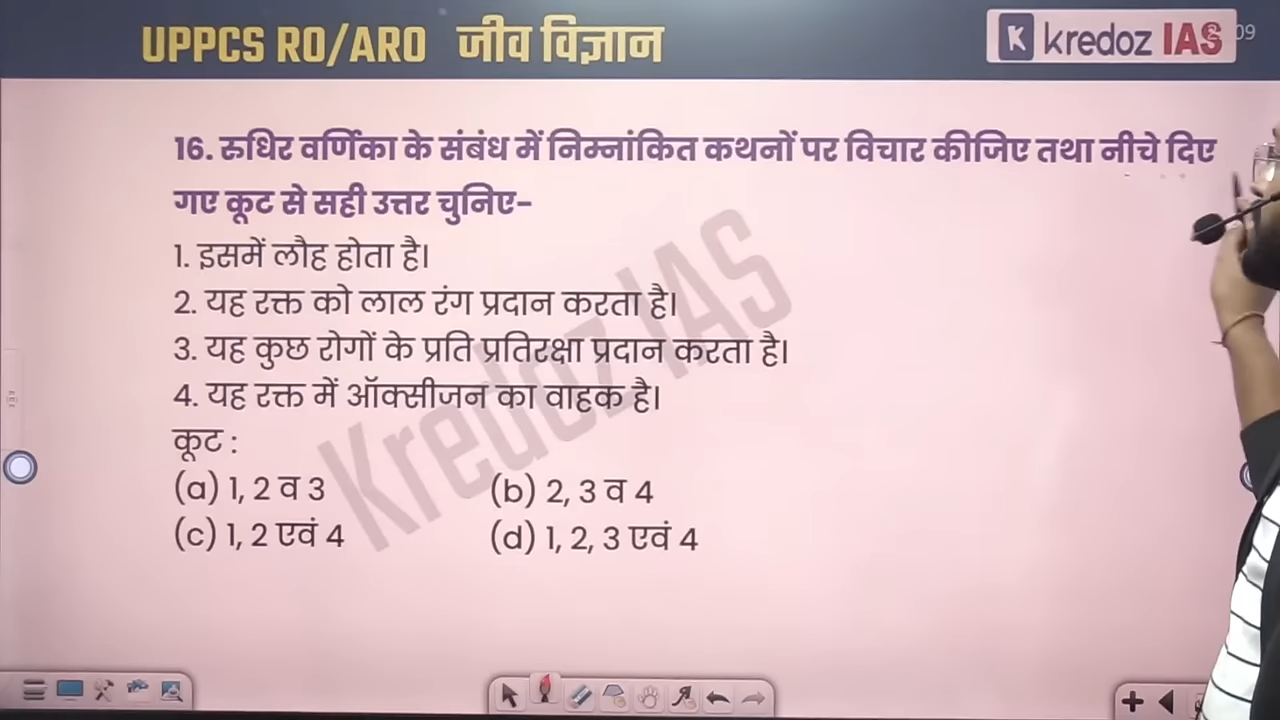 UPPCS RO/ARO जीव विज्ञान
K kredoz IAS
16. रुधिर वर्णिका के संबंध में निम्नांकित कथनों पर विचार कीजिए तथा नीचे दिए
गए कूट से सही उत्तर चुनिए-
1. इसमें लौह होता है।
2. यह रक्त को लाल रंग प्रदान करता है।
3. यह कुछ रोगों के प्रति प्रतिरक्षा प्रदान करता है।
4. यह रक्त में ऑक्सीजन का वाहक है।
कूट :
(a) 1, 2 व 3 (b) 2, 3 व 4
(c) 1, 2 एवं 4 (d) 1, 2, 3 एवं 4
Kredoz IAS